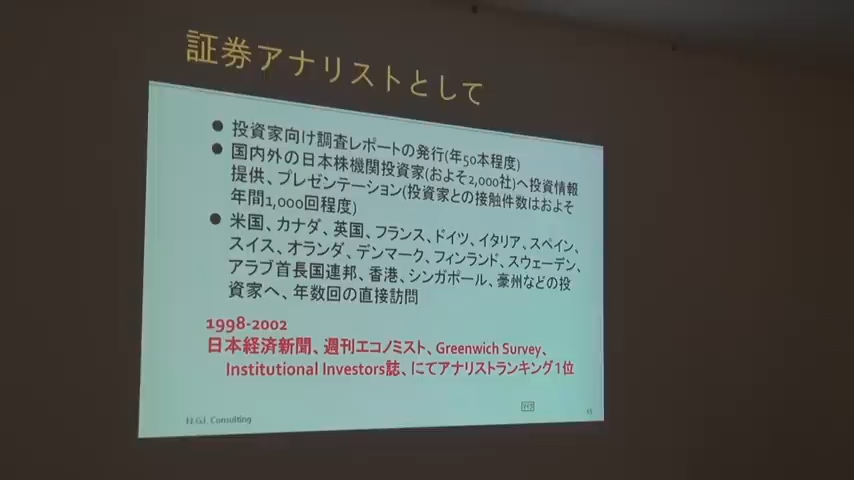 証券アナリストとして
● 投資家向け調査レポートの発行(年50本程度)
● 国内外の日本株機関投資家(およそ2,000社)へ投資情報
提供、プレゼンテーション(投資家との接触件数はおよそ
年間1,000回程度)
● 米国、カナダ、英国、フランス、ドイツ、イタリア、スペイン、
スイス、オランダ、デンマーク、フィンランド、スウェーデン、
アラブ首長国連邦、香港、シンガポール、豪州などの投
資家へ、年数回の直接訪問
1998-2002
日本経済新聞、週刊エコノミスト、Greenwich Survey、
Institutional Investors誌、にてアナリストランキング1位
Consulting